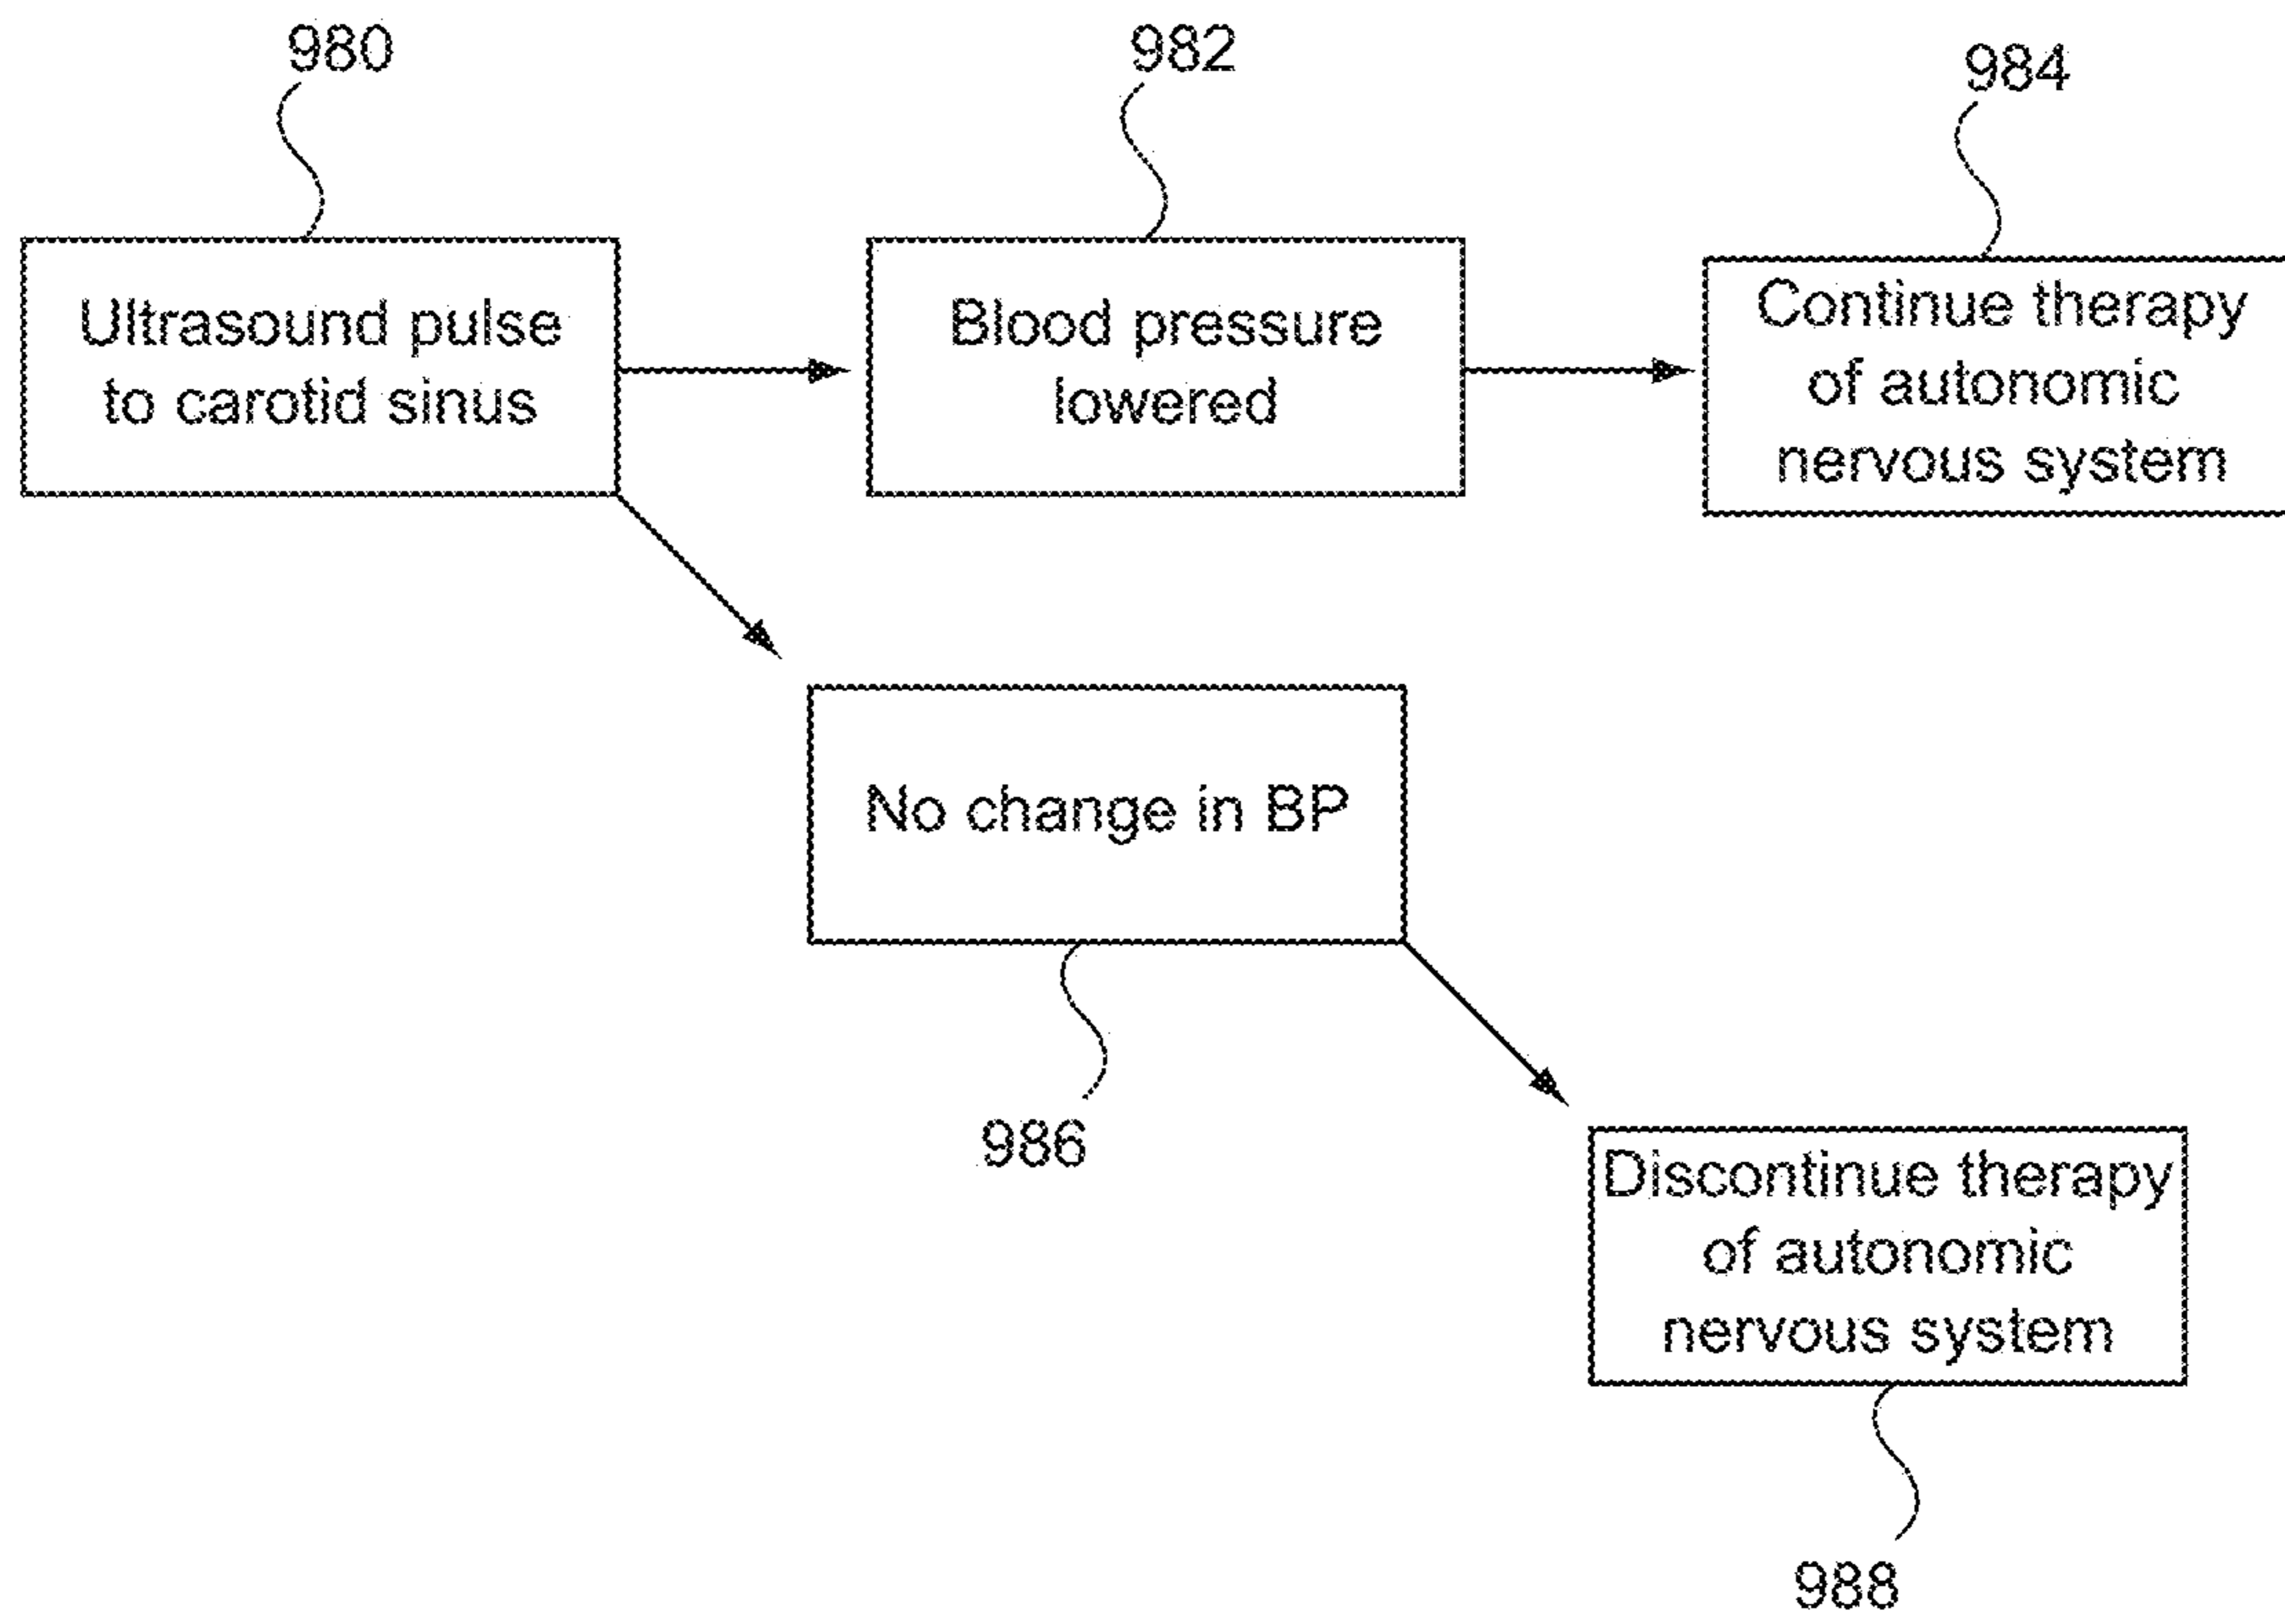 980
982
984
Ultrasound pulse
to carotid sinus
Blood pressure
lowered
Continue therapy
of autonomic
nervous system
No change in BP
986
Discontinue therapy
of autonomic
nervous system
988